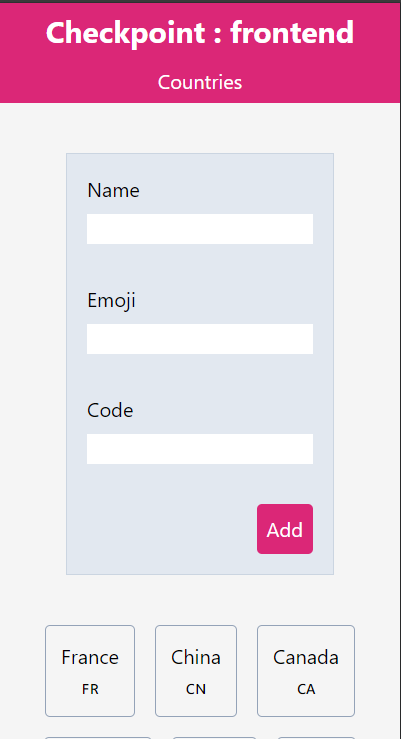 Checkpoint : frontend
Countries
Name
Emoji
Code
Add
France China Canada
FR CN CA